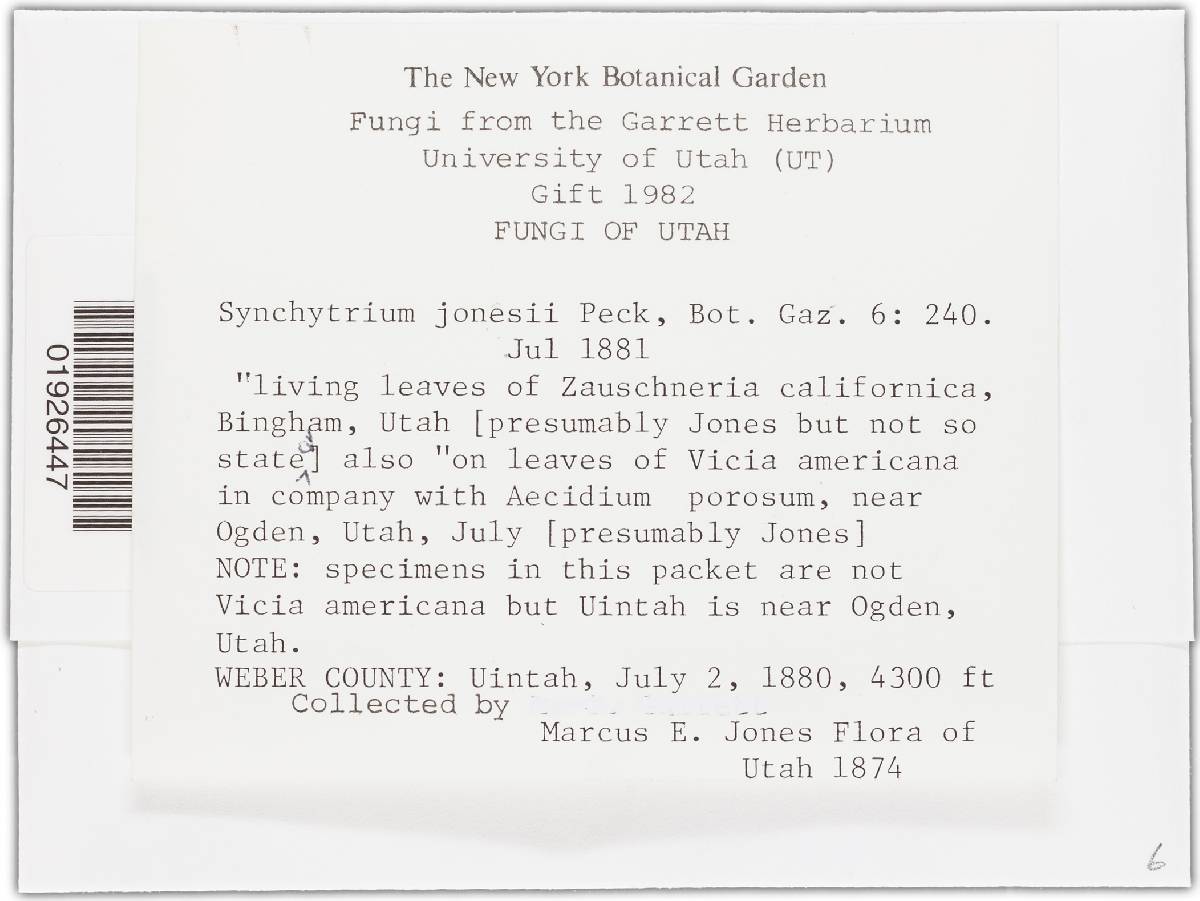 The New York Botanical Garden
Fungi from the Garrett Herbarium
University of Utah (UT)
Gift 1982
FUNGI OF UTAH
Synchytrium jonesii Peck, Bot. Gaz. 6: 240.
Jul 1881
"living leaves of Zauschneria californica,
Bingham, Utah [presumably Jones but not so
stated] also "on leaves of Vicia americana
in company with Aecidium porosum, near
Ogden, Utah, July [presumably Jones]
NOTE: specimens in this packet are not
Vicia americana but Uintah is near Ogden,
Utah.
WEBER COUNTY: Uintah, July 2, 1880, 4300 ft
Collected by
Marcus E. Jones Flora of
Utah 1874
01926447
6